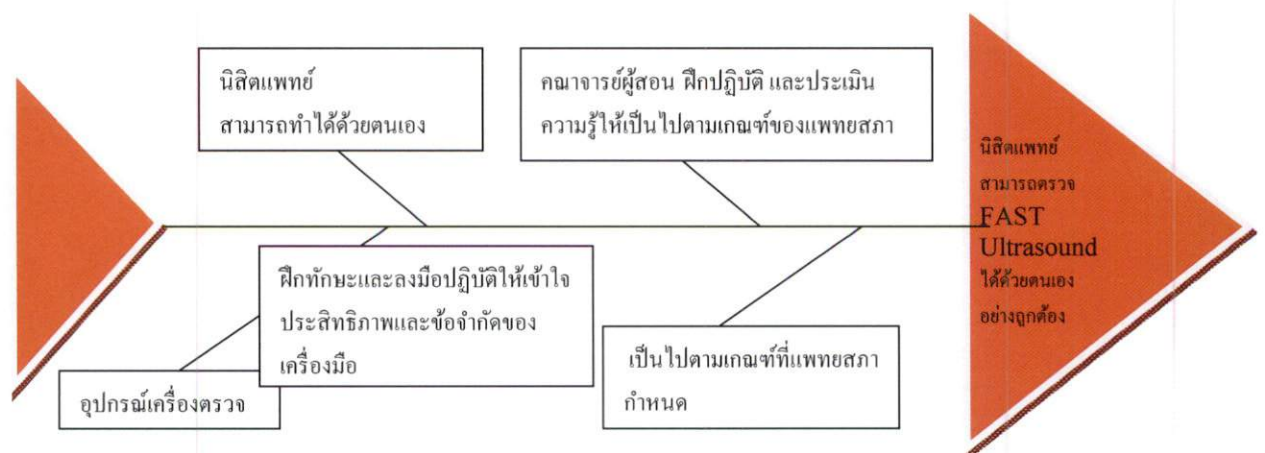 นิสิตแพทย์
สามารถทำได้ด้วยตนเอง
คณาจารย์ผู้สอน ฝึกปฏิบัติ และประเมิน
ความรู้ให้เป็นไปตามเกณฑ์ของแพทยสภา
ฝึกทักษะและลงมือปฏิบัติให้เข้าใจ
ประสิทธิภาพและข้อจำกัดของ
เครื่องมือ
อุปกรณ์เครื่องตรวจ
เป็นไปตามเกณฑ์ที่แพทยสภา
กำหนด
นิสิตแพทย์
สามารถตรวจ
FAST
Ultrasound
ได้ด้วยตนเอง
อย่างถูกต้อง